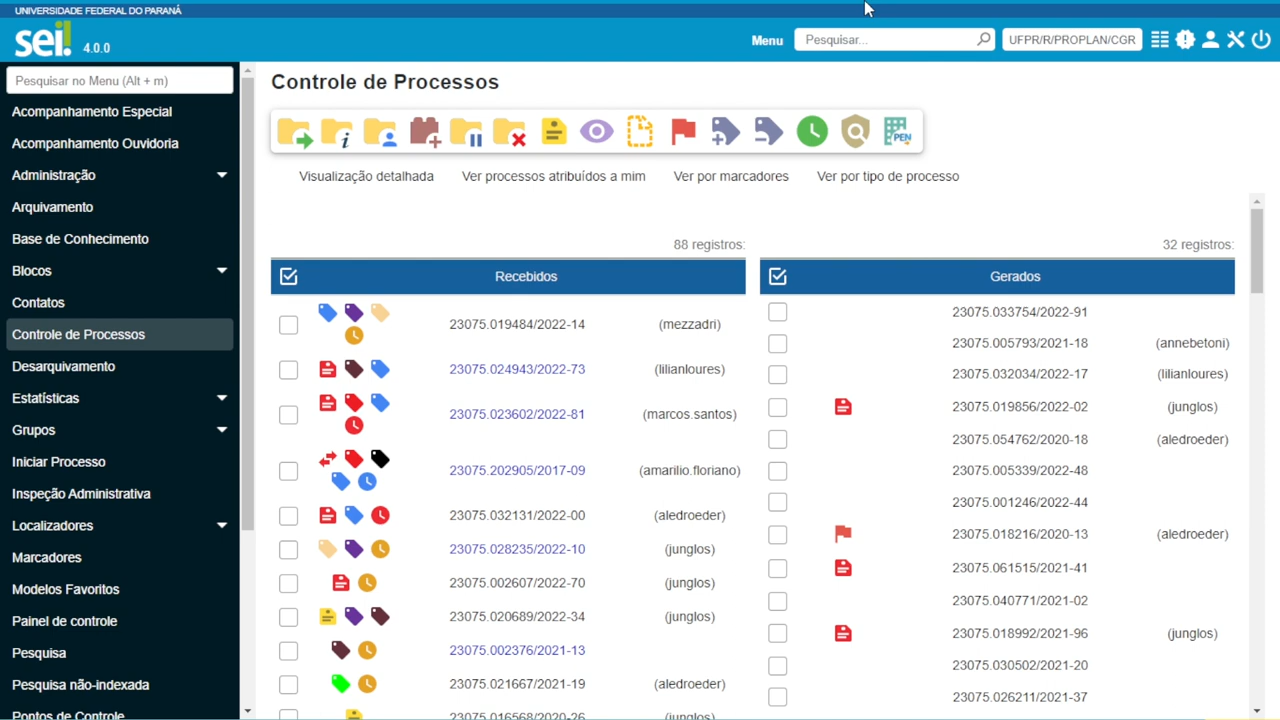 UNIVERSIDADE FEDERAL DO PARANÁ
sei! 4.0.0
Menu
Pesquisar...
UFPR/R/PROPLAN/CGR
Pesquisar no Menu (Alt + m)
Acompanhamento Especial
Acompanhamento Ouvidoria
Administração
Arquivamento
Base de Conhecimento
Blocos
Contatos
Controle de Processos
Desarquivamento
Estatísticas
Grupos
Iniciar Processo
Inspeção Administrativa
Localizadores
Marcadores
Modelos Favoritos
Painel de controle
Pesquisa
Pesquisa não-indexada
Pontos de Controle
Controle de Processos
PEN
Visualização detalhada
Ver processos atribuídos a mim
Ver por marcadores
Ver por tipo de processo
88 registros:
Recebidos
23075.019484/2022-14 (mezzadri)
23075.024943/2022-73 (lilianloures)
23075.023602/2022-81 (marcos.santos)
23075.202905/2017-09 (amarilio.floriano)
23075.032131/2022-00 (aledroeder)
23075.028235/2022-10 (junglos)
23075.002607/2022-70 (junglos)
23075.020689/2022-34 (junglos)
23075.002376/2021-13
23075.021667/2021-19 (aledroeder)
23075.016568/2020-26 (junglos)
32 registros:
Gerados
23075.033754/2022-91
23075.005793/2021-18 (annebetoni)
23075.032034/2022-17 (lilianloures)
23075.019856/2022-02 (junglos)
23075.054762/2020-18 (aledroeder)
23075.005339/2022-48
23075.001246/2022-44
23075.018216/2020-13 (aledroeder)
23075.061515/2021-41
23075.040771/2021-02
23075.018992/2021-96 (junglos)
23075.030502/2021-20
23075.026211/2021-37